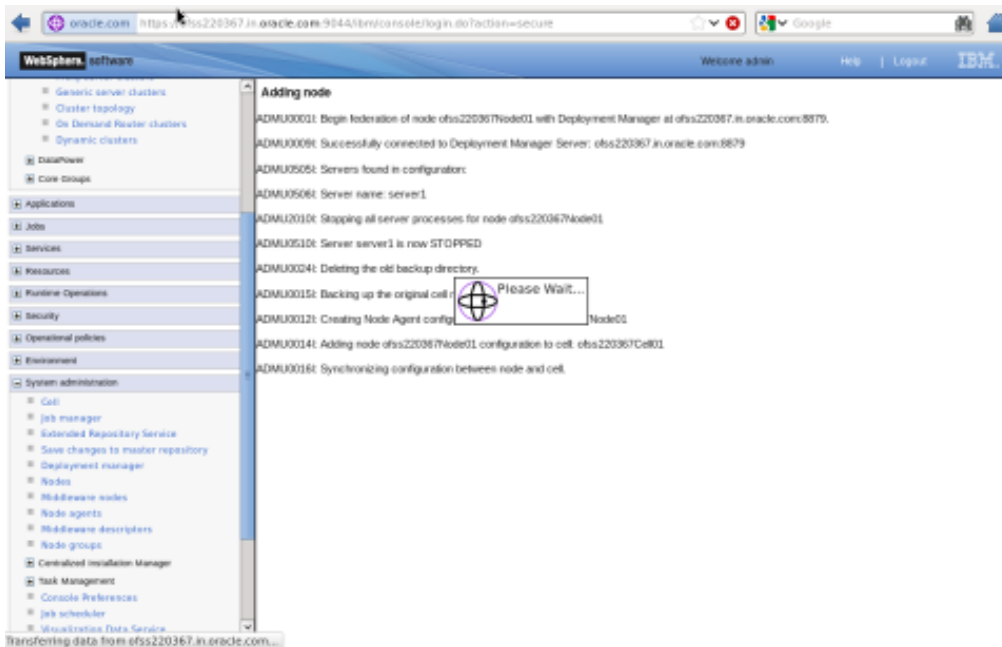 oracle.com https://ofss220367.in.oracle.com:9044/ibm/console/login.do?action=secure
Google
WebSphere. software
Welcome admin
Help | Logout
IBM.
Generic server clusters
Cluster topology
On Demand Router clusters
Dynamic clusters
DataPower
Core Groups
Applications
Jobs
Services
Resources
Runtime Operations
Security
Operational policies
Environment
System administration
Cell
Job manager
Extended Repository Service
Save changes to master repository
Deployment manager
Nodes
Middleware nodes
Node agents
Middleware descriptors
Node groups
Centralized Installation Manager
Task Management
Console Preferences
Job scheduler
Visualization Data Service
Adding node
ADMU0001I: Begin federation of node ofss220367Node01 with Deployment Manager at ofss220367.in.oracle.com:8879.
ADMU0009I: Successfully connected to Deployment Manager Server: ofss220367.in.oracle.com:8879
ADMU0505I: Servers found in configuration:
ADMU0506I: Server name: server1
ADMU2010I: Stopping all server processes for node ofss220367Node01
ADMU0510I: Server server1 is now STOPPED
ADMU0024I: Deleting the old backup directory.
ADMU0015I: Backing up the original cell r
ADMU0012I: Creating Node Agent config Node01
ADMU0014I: Adding node ofss220367Node01 configuration to cell: ofss220367Cell01
ADMU0016I: Synchronizing configuration between node and cell.
Please Wait...
Transferring data from ofss220367.in.oracle.com...